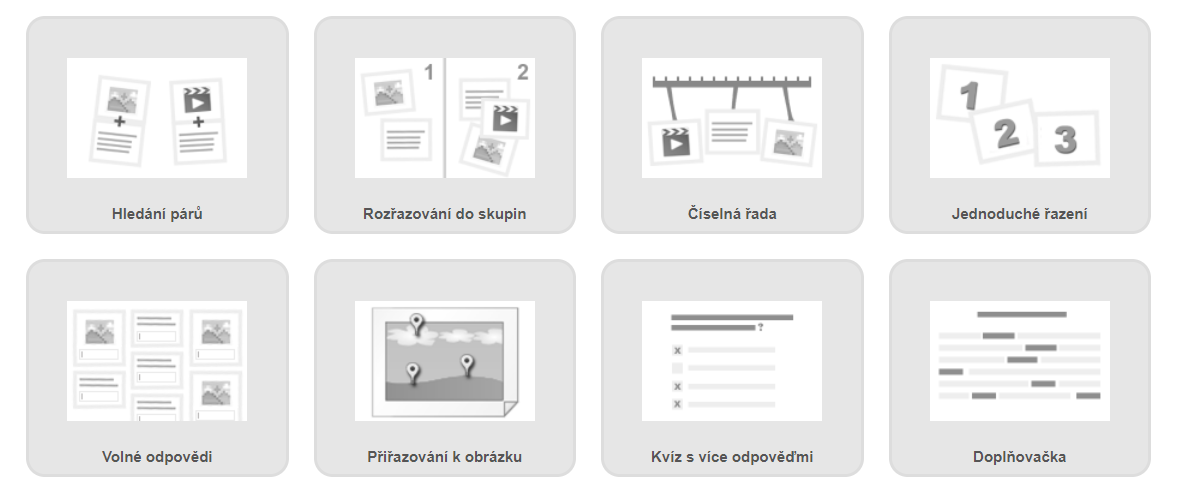 1 2
1
2
3
Hledání párů
Rozřazování do skupin
Číselná řada
Jednoduché řazení
?
x
x
x
Volné odpovědi
Přiřazování k obrázku
Kvíz s více odpověďmi
Doplňovačka